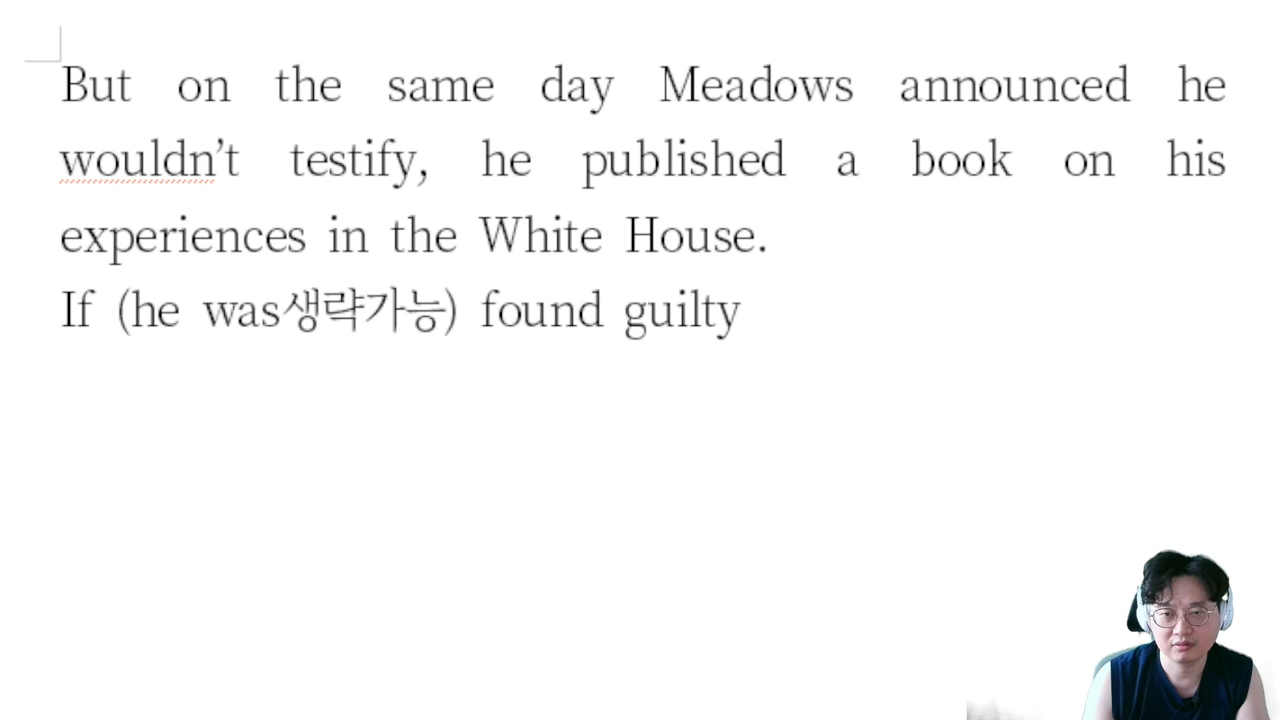 But on the same day Meadows announced he
wouldn’t testify, he published a book on his
experiences in the White House.
If (he was생략가능) found guilty